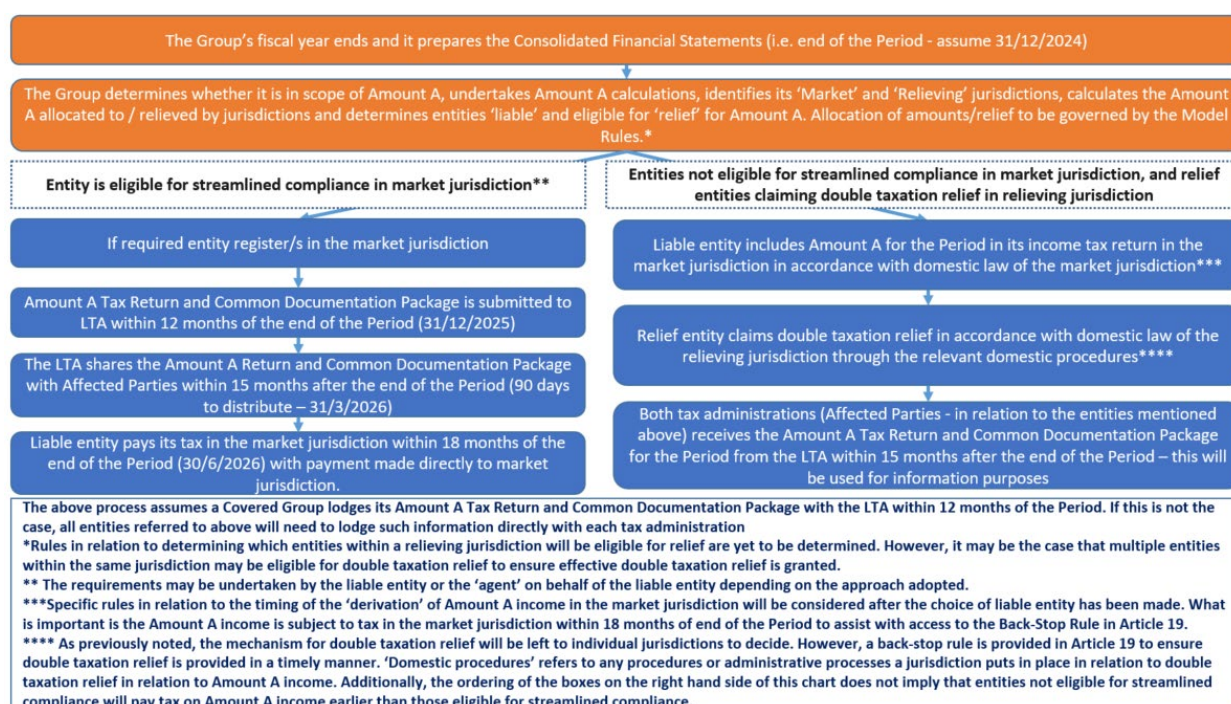 The Group's fiscal year ends and it prepares the Consolidated Financial Statements (i.e. end of the Period - assume 31/12/2024)
The Group determines whether it is in scope of Amount A, undertakes Amount A calculations, identifies its 'Market' and 'Relieving' jurisdictions, calculates the Amount
A allocated to / relieved by jurisdictions and determines entities 'liable' and eligible for 'relief' for Amount A. Allocation of amounts/relief to be governed by the Model
Rules.*
Entity is eligible for streamlined compliance in market jurisdiction**
If required entity register/s in the market jurisdiction
Amount A Tax Return and Common Documentation Package is submitted to
LTA within 12 months of the end of the Period (31/12/2025)
The LTA shares the Amount A Return and Common Documentation Package
with Affected Parties within 15 months after the end of the Period (90 days
to distribute – 31/3/2026)
Liable entity pays its tax in the market jurisdiction within 18 months of the
end of the Period (30/6/2026) with payment made directly to market
jurisdiction.
Entities not eligible for streamlined compliance in market jurisdiction, and relief
entities claiming double taxation relief in relieving jurisdiction
Liable entity includes Amount A for the Period in its income tax return in the
market jurisdiction in accordance with domestic law of the market jurisdiction***
Relief entity claims double taxation relief in accordance with domestic law of the
relieving jurisdiction through the relevant domestic procedures****
Both tax administrations (Affected Parties - in relation to the entities mentioned
above) receives the Amount A Tax Return and Common Documentation Package
for the Period from the LTA within 15 months after the end of the Period – this will
be used for information purposes
The above process assumes a Covered Group lodges its Amount A Tax Return and Common Documentation Package with the LTA within 12 months of the Period. If this is not the
case, all entities referred to above will need to lodge such information directly with each tax administration
*Rules in relation to determining which entities within a relieving jurisdiction will be eligible for relief are yet to be determined. However, it may be the case that multiple entities
within the same jurisdiction may be eligible for double taxation relief to ensure effective double taxation relief is granted.
** The requirements may be undertaken by the liable entity or the 'agent' on behalf of the liable entity depending on the approach adopted.
***Specific rules in relation to the timing of the 'derivation' of Amount A income in the market jurisdiction will be considered after the choice of liable entity has been made. What
is important is the Amount A income is subject to tax in the market jurisdiction within 18 months of end of the Period to assist with access to the Back-Stop Rule in Article 19.
**** As previously noted, the mechanism for double taxation relief will be left to individual jurisdictions to decide. However, a back-stop rule is provided in Article 19 to ensure
double taxation relief is provided in a timely manner. 'Domestic procedures' refers to any procedures or administrative processes a jurisdiction puts in place in relation to double
taxation relief in relation to Amount A income. Additionally, the ordering of the boxes on the right hand side of this chart does not imply that entities not eligible for streamlined
compliance will pay tax on Amount A income earlier than those eligible for streamlined compliance